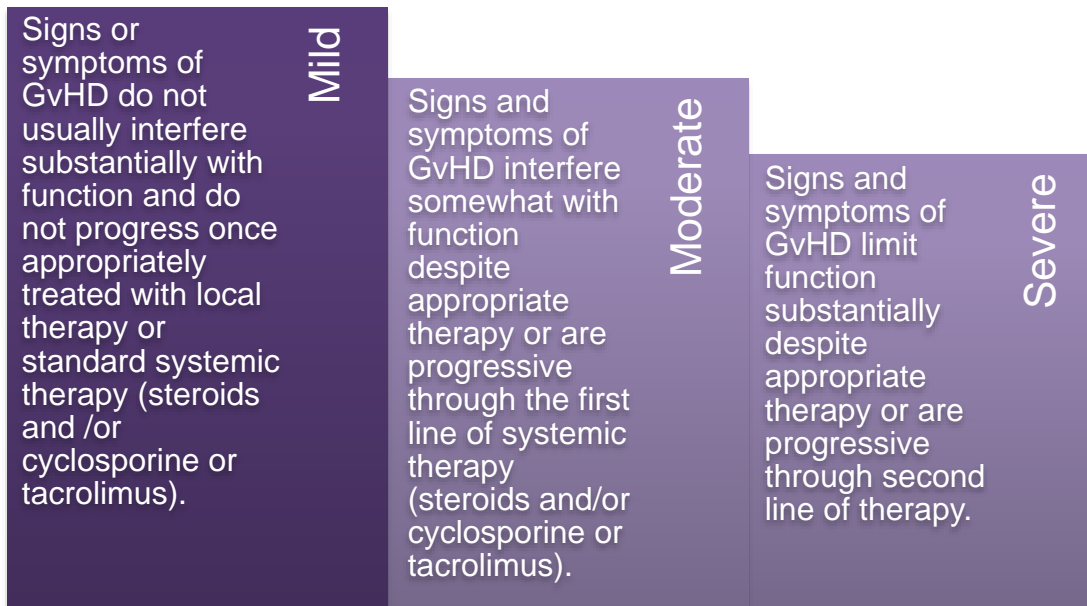 Mild
Signs or
symptoms of
GvHD do not
usually interfere
substantially with
function and do
not progress once
appropriately
treated with local
therapy or
standard systemic
therapy (steroids
and /or
cyclosporine or
tacrolimus).
Moderate
Signs and
symptoms of
GvHD interfere
somewhat with
function
despite
appropriate
therapy or are
progressive
through the first
line of systemic
therapy
(steroids and/or
cyclosporine or
tacrolimus).
Severe
Signs and
symptoms of
GvHD limit
function
substantially
despite
appropriate
therapy or are
progressive
through second
line of therapy.